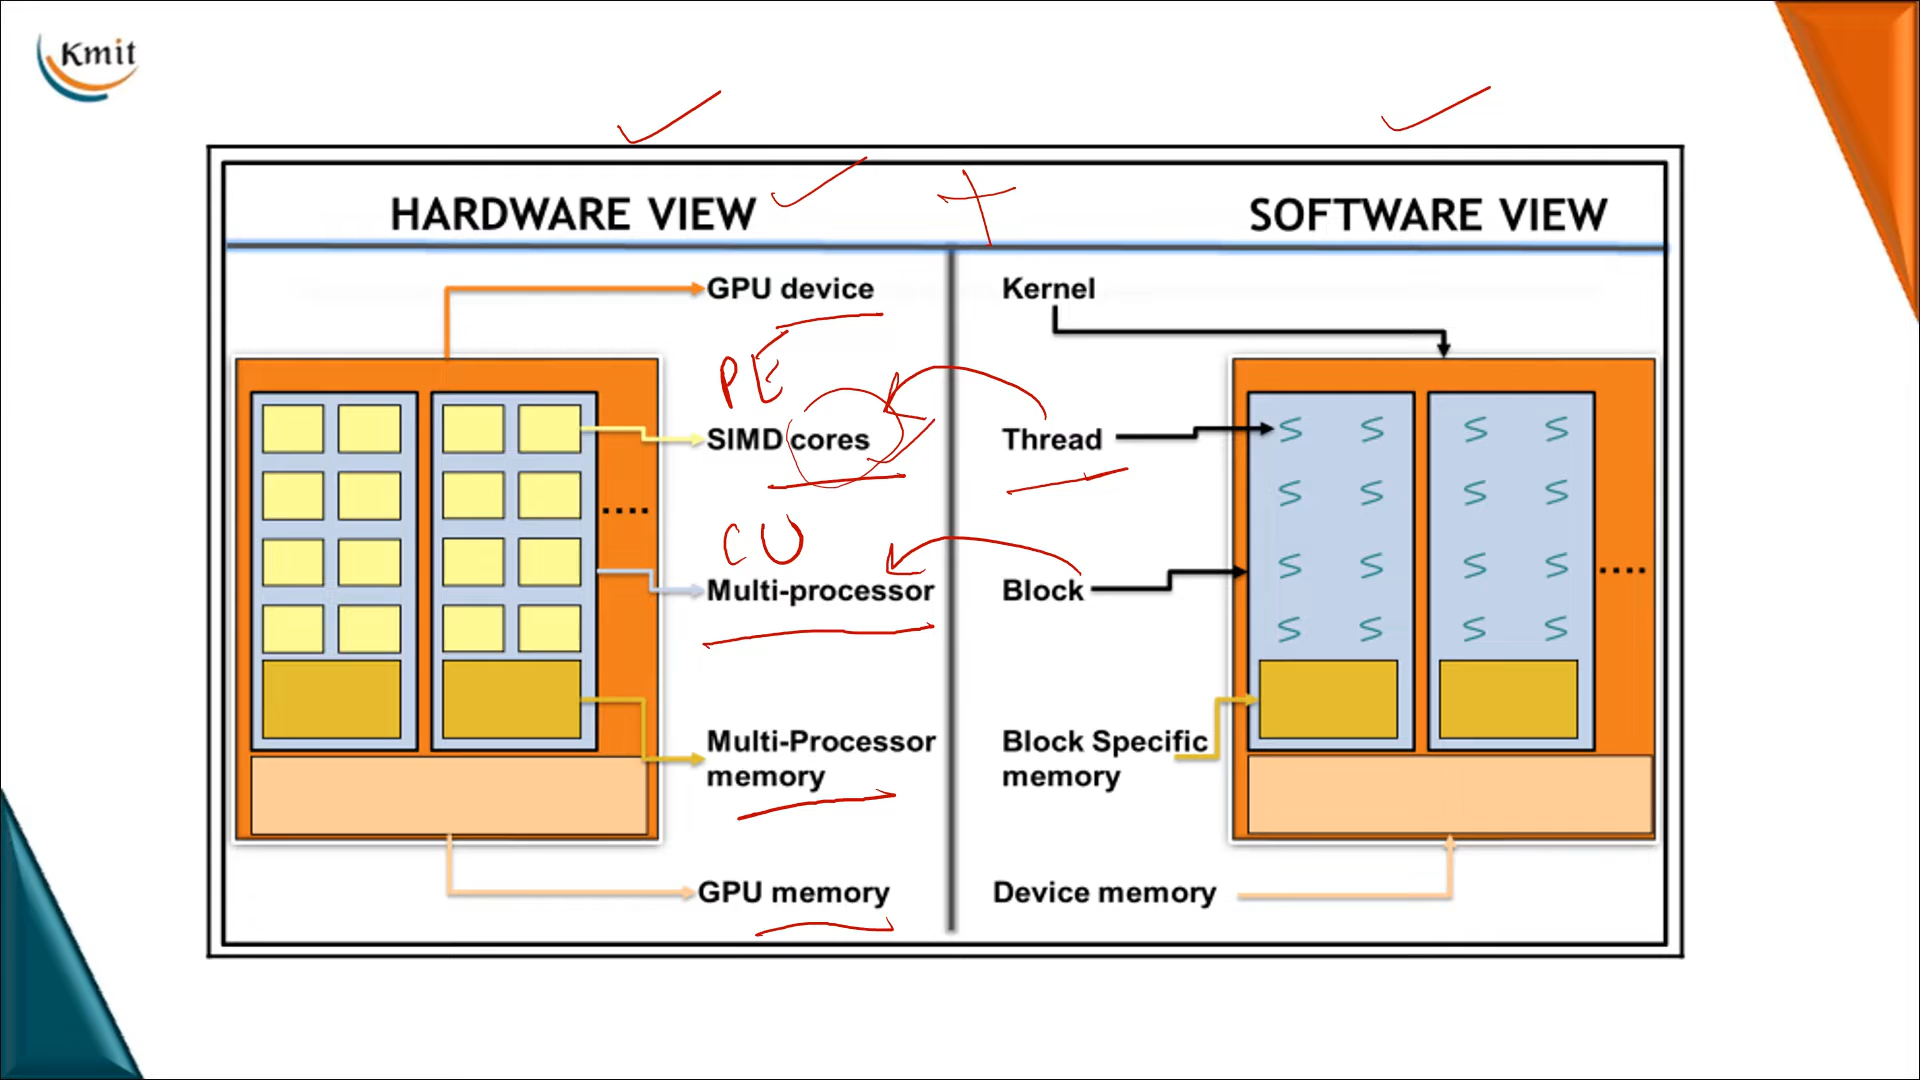 Kmit
HARDWARE VIEW
SOFTWARE VIEW
GPU device
Kernel
PE
SIMD cores
Thread
CU
Multi-processor
Block
Multi-Processor
memory
Block Specific
memory
GPU memory
Device memory